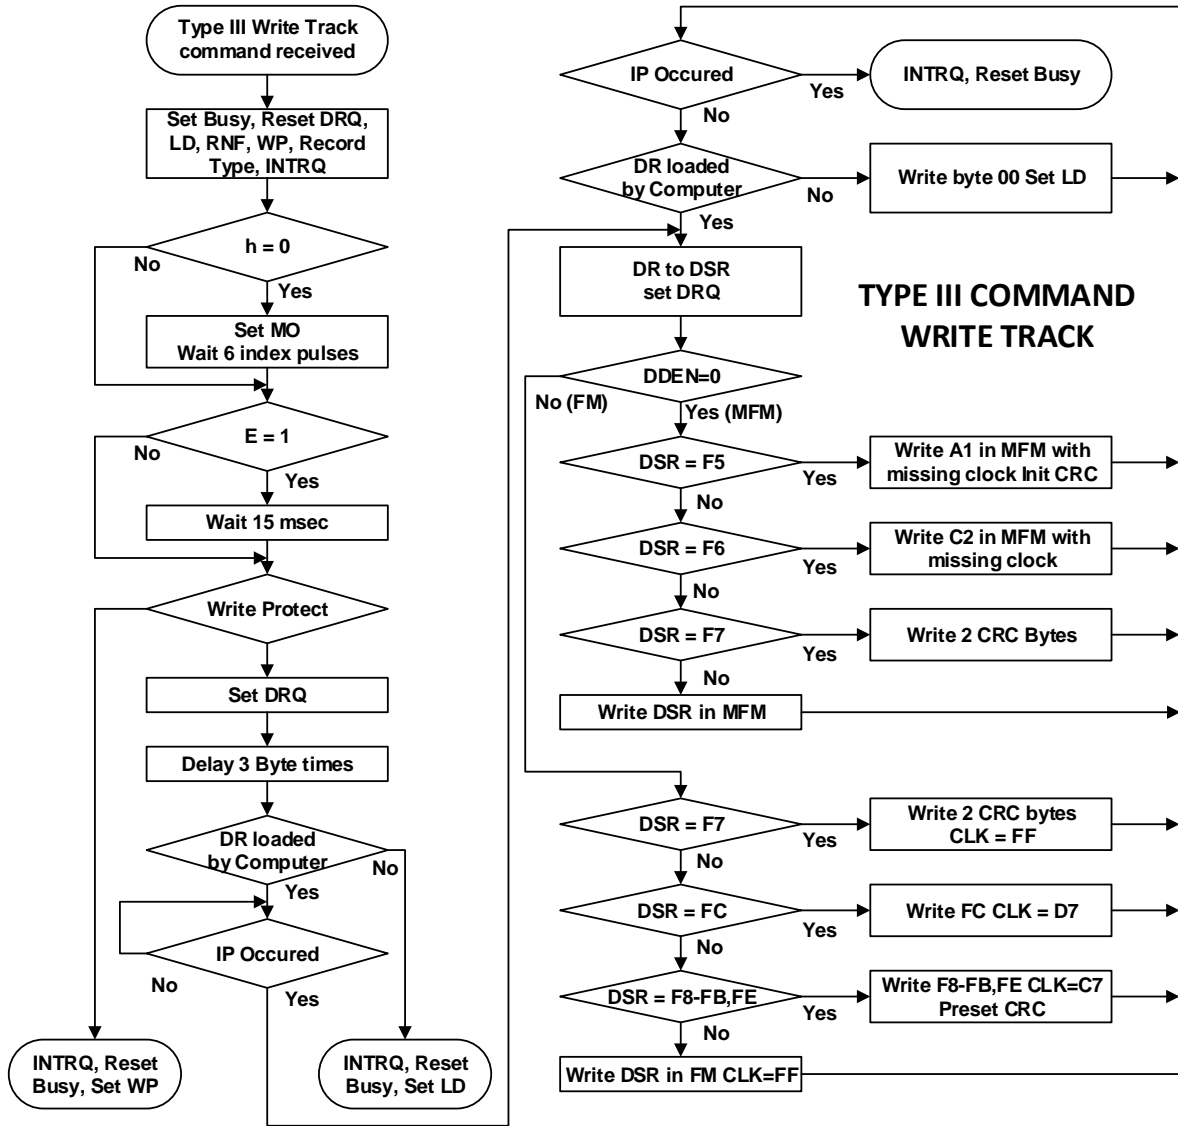 Type III Write Track
command received
Set Busy, Reset DRQ,
LD, RNF, WP, Record
Type, INTRQ
h = 0
No
Yes
Set MO
Wait 6 index pulses
E = 1
No
Yes
Wait 15 msec
Write Protect
Set DRQ
Delay 3 Byte times
DR loaded
by Computer
No
Yes
IP Occured
No
Yes
INTRQ, Reset
Busy, Set WP
INTRQ, Reset
Busy, Set LD
IP Occured
Yes
INTRQ, Reset Busy
No
DR loaded
by Computer
No
Write byte 00 Set LD
Yes
DR to DSR
set DRQ
TYPE III COMMAND
WRITE TRACK
DDEN=0
No (FM)
Yes (MFM)
DSR = F5
Yes
Write A1 in MFM with
missing clock Init CRC
No
DSR = F6
Yes
Write C2 in MFM with
missing clock
No
DSR = F7
Yes
Write 2 CRC Bytes
No
Write DSR in MFM
DSR = F7
Yes
Write 2 CRC bytes
CLK = FF
No
DSR = FC
Yes
Write FC CLK = D7
No
DSR = F8-FB,FE
Yes
Write F8-FB,FE CLK=C7
Preset CRC
No
Write DSR in FM CLK=FF